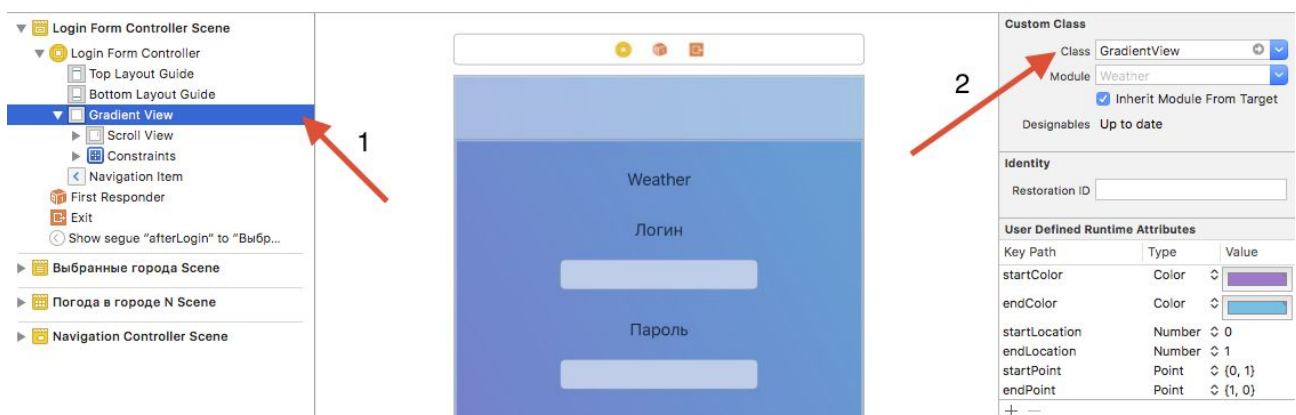 Login Form Controller Scene
Login Form Controller
Top Layout Guide
Bottom Layout Guide
Gradient View
Scroll View
Constraints
Navigation Item
First Responder
Exit
Show segue "afterLogin" to "Выбр...
Выбранные города Scene
Погода в городе N Scene
Navigation Controller Scene
1
Weather
Логин
Пароль
2
Custom Class
Class GradientView
Module Weather
Inherit Module From Target
Designables Up to date
Identity
Restoration ID
User Defined Runtime Attributes
Key Path Type Value
startColor Color
endColor Color
startLocation Number 0
endLocation Number 1
startPoint Point {0, 1}
endPoint Point {1, 0}